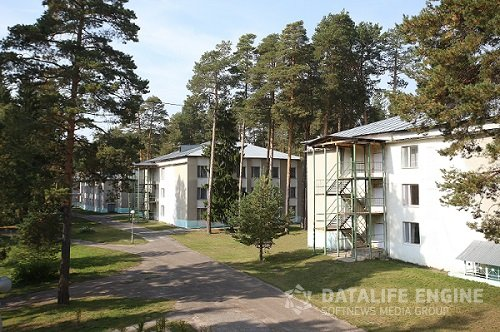 DATALIFE ENGINE
SOFTNEWS MEDIA GROUP